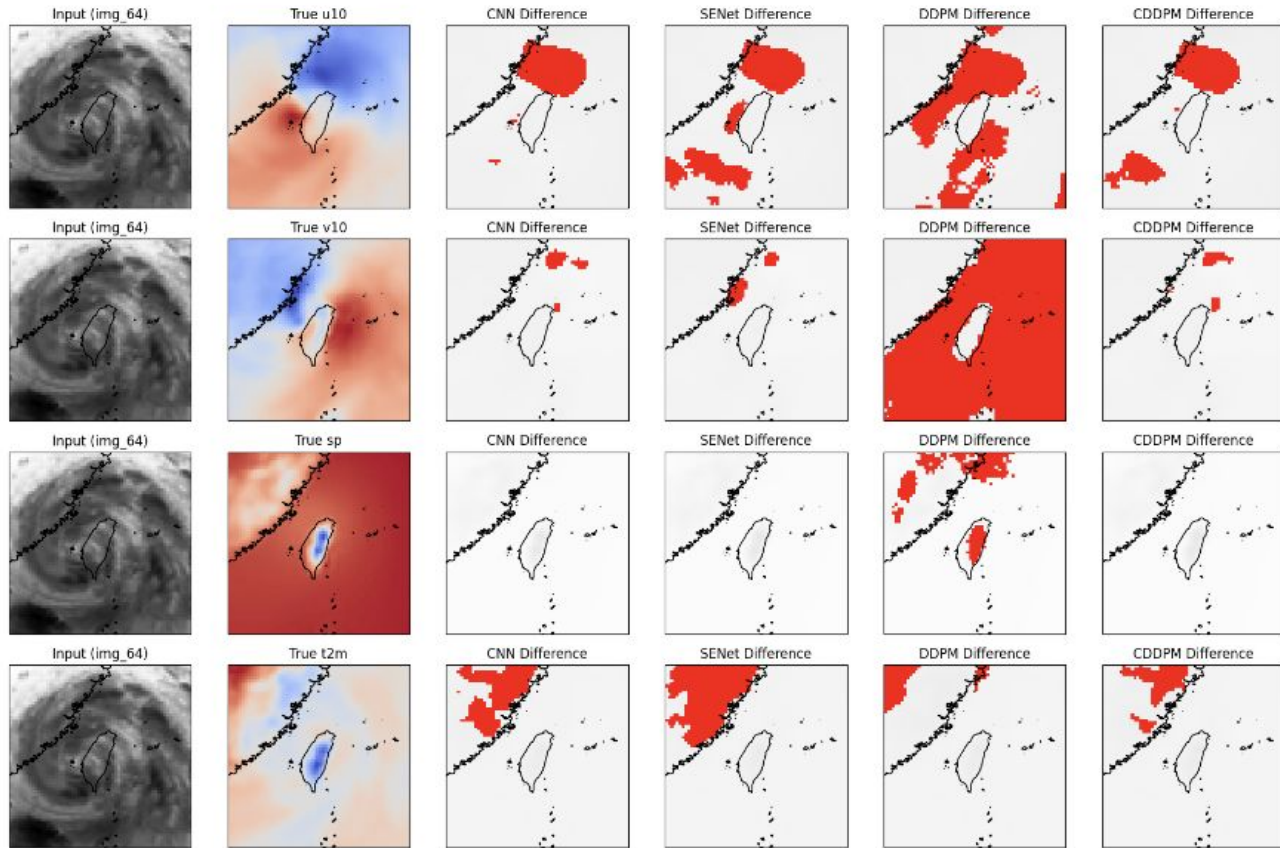 Input (img_64) True u10 CNN Difference SENet Difference DDPM Difference CDDPM Difference
Input (img_64) True v10 CNN Difference SENet Difference DDPM Difference CDDPM Difference
Input (img_64) True sp CNN Difference SENet Difference DDPM Difference CDDPM Difference
Input (img_64) True t2m CNN Difference SENet Difference DDPM Difference CDDPM Difference